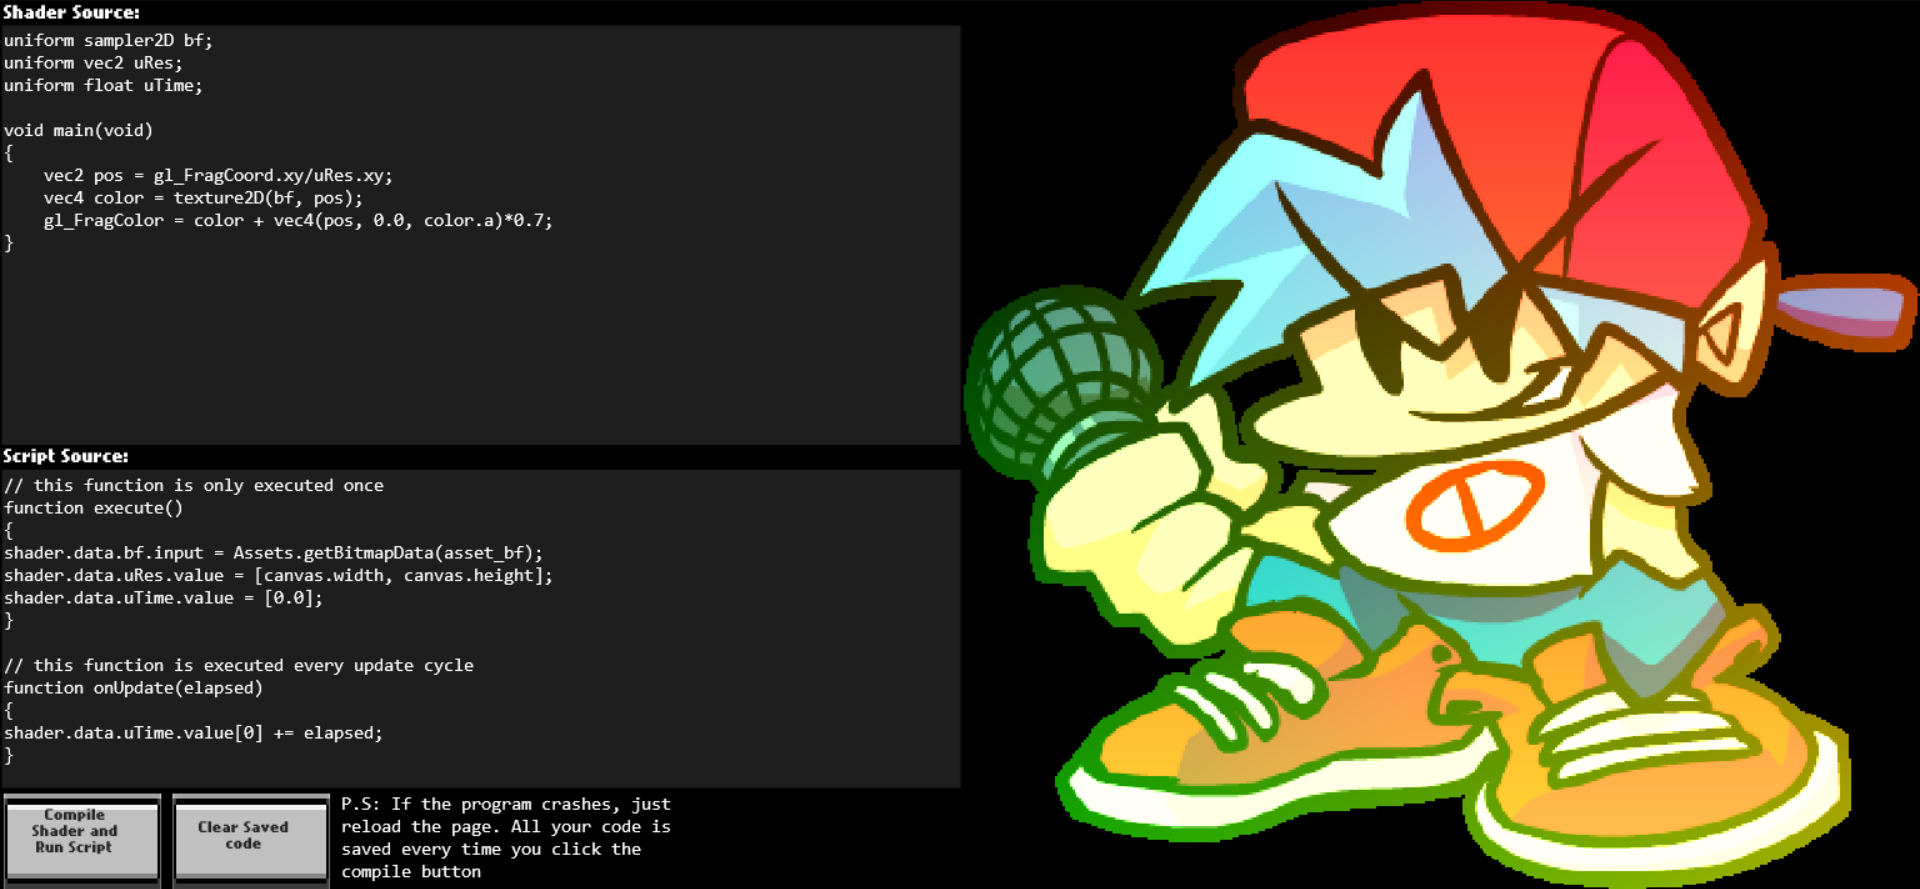 Shader Source:
uniform sampler2D bf;
uniform vec2 uRes;
uniform float uTime;
void main(void)
{
    vec2 pos = gl_FragCoord.xy/uRes.xy;
    vec4 color = texture2D(bf, pos);
    gl_FragColor = color + vec4(pos, 0.0, color.a)*0.7;
}
Script Source:
// this function is only executed once
function execute()
{
shader.data.bf.input = Assets.getBitmapData(asset_bf);
shader.data.uRes.value = [canvas.width, canvas.height];
shader.data.uTime.value = [0.0];
}
// this function is executed every update cycle
function onUpdate(elapsed)
{
shader.data.uTime.value[0] += elapsed;
}
Compile
Shader and
Run Script
Clear Saved
code
P.S: If the program crashes, just
reload the page. All your code is
saved every time you click the
compile button